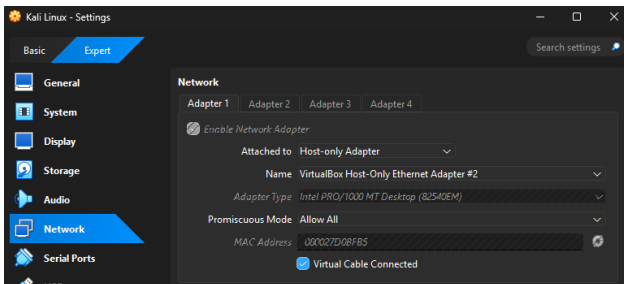 Kali Linux - Settings
Basic Expert Search settings
General
System
Display
Storage
Audio
Network
Serial Ports
Network
Adapter 1 Adapter 2 Adapter 3 Adapter 4
Enable Network Adapter
Attached to Host-only Adapter
Name VirtualBox Host-Only Ethernet Adapter #2
Adapter Type Intel PRO/1000 MT Desktop (82540EM)
Promiscuous Mode Allow All
MAC Address 080027D08FB5
Virtual Cable Connected